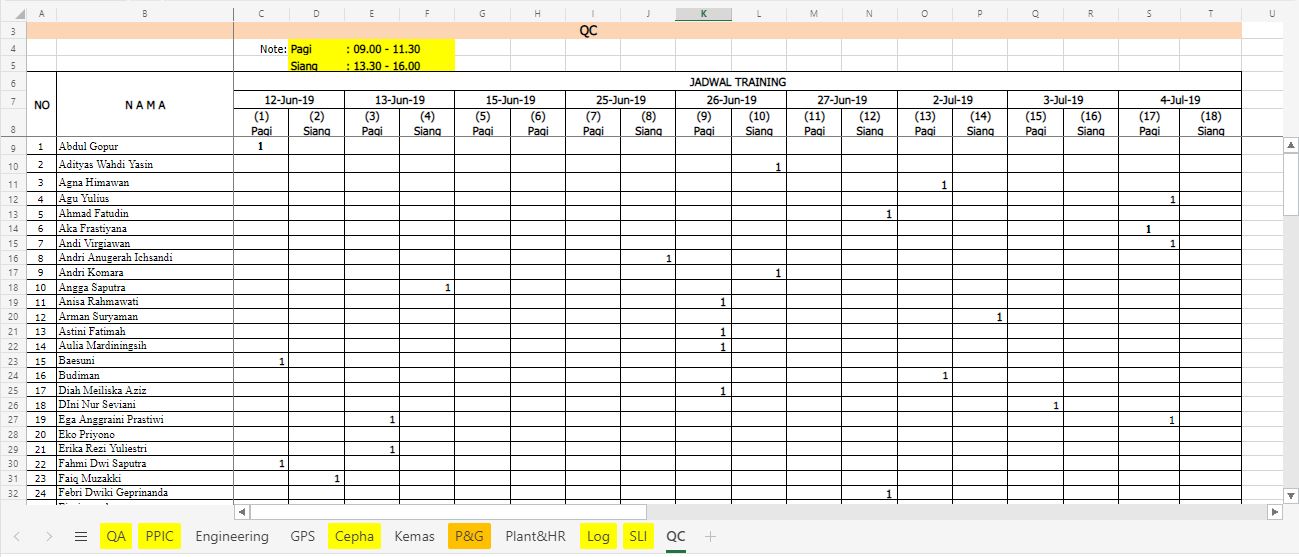 A B C D E F G H I J K L M N O P Q R S T U
3 QC
4 Note: Pagi : 09.00 - 11.30
5 Siang : 13.30 - 16.00
6 JADWAL TRAINING
7 NO N A M A 12-Jun-19 13-Jun-19 15-Jun-19 25-Jun-19 26-Jun-19 27-Jun-19 2-Jul-19 3-Jul-19 4-Jul-19
(1) (2) (3) (4) (5) (6) (7) (8) (9) (10) (11) (12) (13) (14) (15) (16) (17) (18)
8 Pagi Siang Pagi Siang Pagi Pagi Pagi Siang Pagi Siang Pagi Siang Pagi Siang Pagi Siang Pagi Siang
9 1 Abdul Gopur 1
10 2 Adityas Wahdi Yasin 1
11 3 Agna Himawan 1
12 4 Agu Yulius 1
13 5 Ahmad Fatudin 1
14 6 Aka Frastiyana 1
15 7 Andi Virgiawan 1
16 8 Andri Anugerah Ichsandi 1
17 9 Andri Komara 1
18 10 Angga Saputra 1
19 11 Anisa Rahmawati 1
20 12 Arman Suryaman 1
21 13 Astini Fatimah 1
22 14 Aulia Mardiningsih 1
23 15 Baesuni 1
24 16 Budiman 1
25 17 Diah Meiliska Aziz 1
26 18 DIni Nur Seviani 1
27 19 Ega Anggraini Prastiwi 1 1
28 20 Eko Priyono
29 21 Erika Rezi Yuliestri 1
30 22 Fahmi Dwi Saputra 1
31 23 Faiq Muzakki 1
32 24 Febri Dwiki Geprinanda 1
QA PPIC Engineering GPS Cepha Kemas P&G Plant&HR Log SLI QC